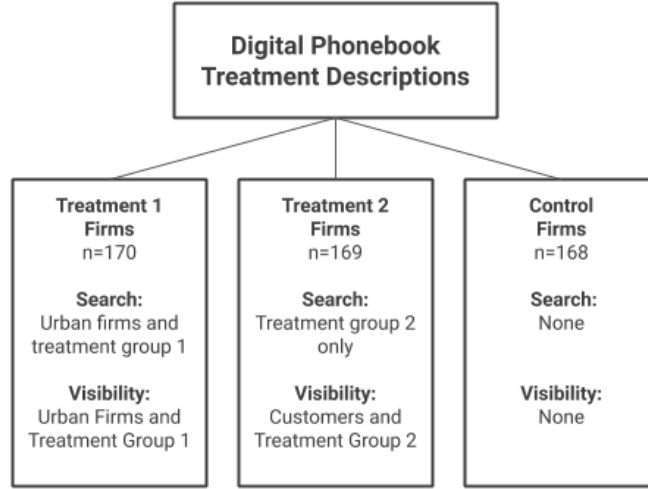 Digital Phonebook
Treatment Descriptions
Treatment 1
Firms
n=170
Search:
Urban firms and
treatment group 1
Visibility:
Urban Firms and
Treatment Group 1
Treatment 2
Firms
n=169
Search:
Treatment group 2
only
Visibility:
Customers and
Treatment Group 2
Control
Firms
n=168
Search:
None
Visibility:
None